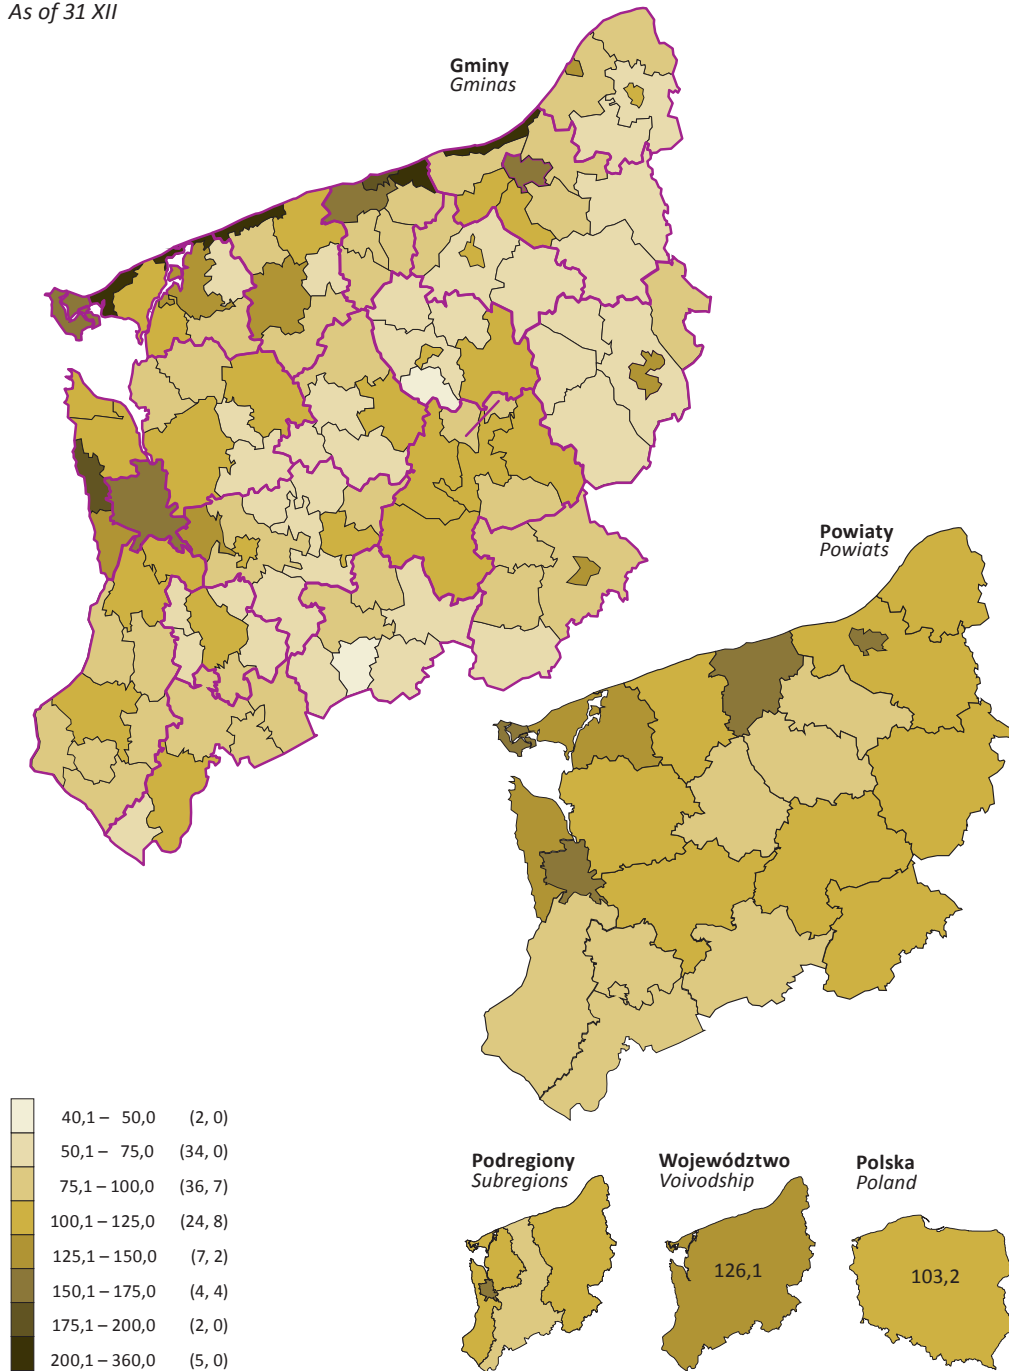 As of 31 XII
Gminy
Gminas
Powiaty
Powiats
40,1 – 50,0 (2, 0)
50,1 – 75,0 (34, 0)
75,1 – 100,0 (36, 7)
100,1 – 125,0 (24, 8)
125,1 – 150,0 (7, 2)
150,1 – 175,0 (4, 4)
175,1 – 200,0 (2, 0)
200,1 – 360,0 (5, 0)
Podregiony
Subregions
Województwo
Voivodship
126,1
Polska
Poland
103,2